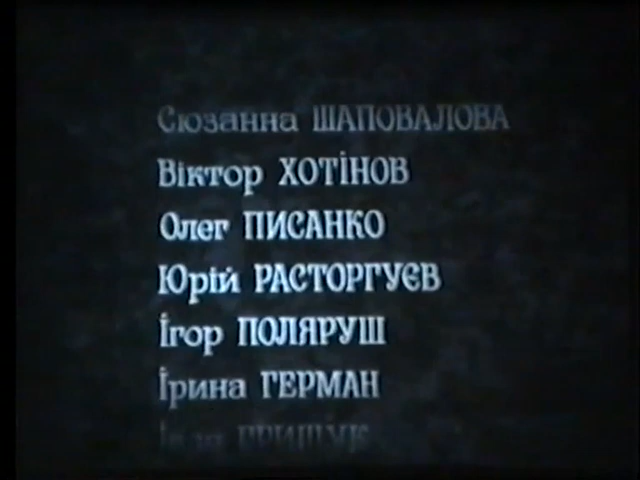 Сюзанна ШАПОВАЛОВА
Віктор ХОТІНОВ
Олег ПИСАНКО
Юрій РАСТОРГУЄВ
Ігор ПОЛЯРУШ
Ірина ГЕРМАН